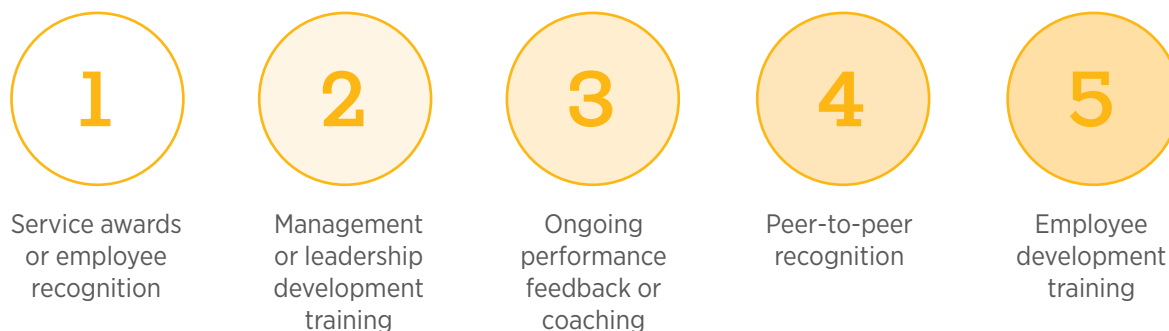 1
Service awards
or employee
recognition
2
Management
or leadership
development
training
3
Ongoing
performance
feedback or
coaching
4
Peer-to-peer
recognition
5
Employee
development
training